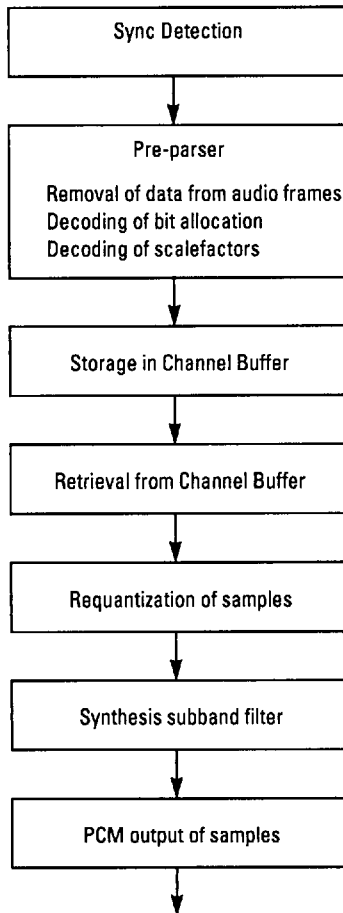 Sync Detection
Pre-parser
Removal of data from audio frames
Decoding of bit allocation
Decoding of scalefactors
Storage in Channel Buffer
Retrieval from Channel Buffer
Requantization of samples
Synthesis subband filter
PCM output of samples